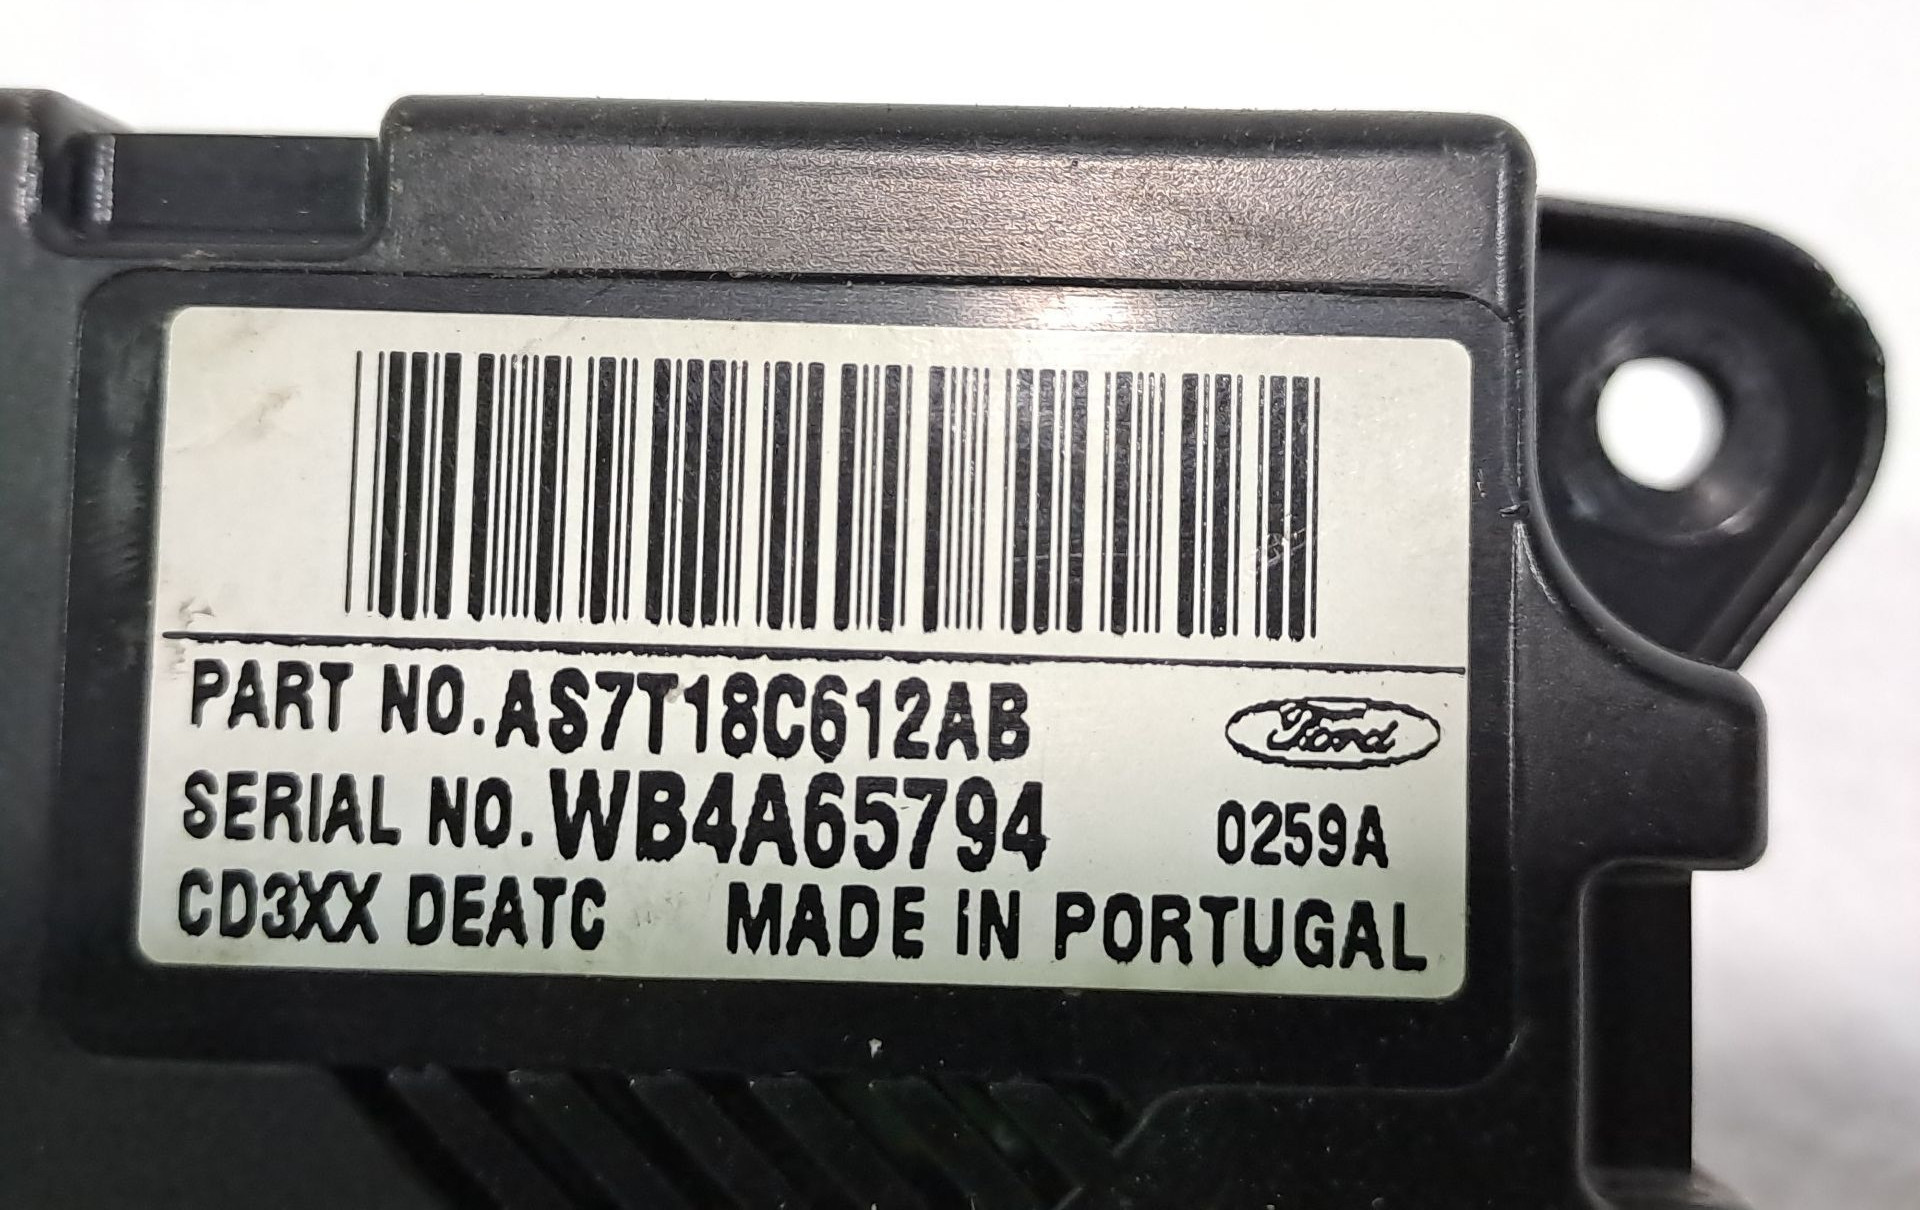 PART NO.AS7T18C612AB
Ford
SERIAL NO.WB4A65794
0259A
CD3XX DEATC MADE IN PORTUGAL